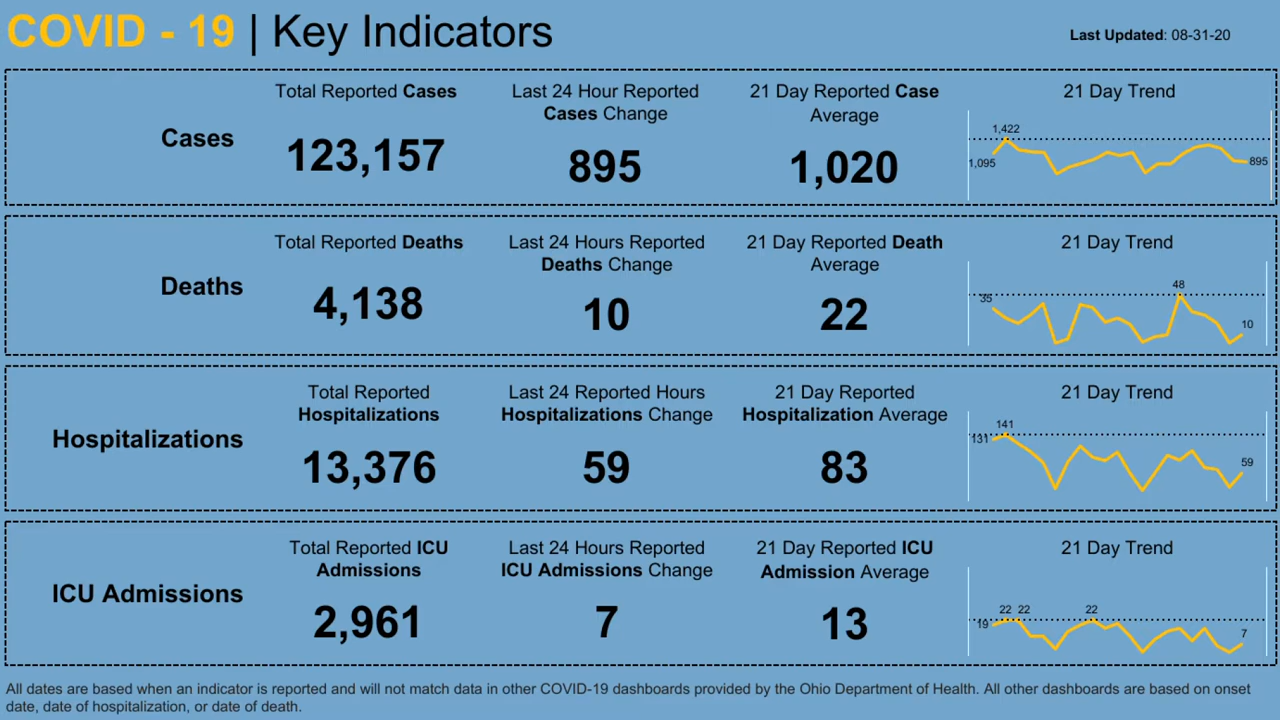 COVID - 19 | Key Indicators
Last Updated: 08-31-20
Cases
Total Reported Cases
123,157
Last 24 Hour Reported
Cases Change
895
21 Day Reported Case
Average
1,020
21 Day Trend
1,422
1,095
895
Deaths
Total Reported Deaths
4,138
Last 24 Hours Reported
Deaths Change
10
21 Day Reported Death
Average
22
21 Day Trend
35
48
10
Hospitalizations
Total Reported
Hospitalizations
13,376
Last 24 Reported Hours
Hospitalizations Change
59
21 Day Reported
Hospitalization Average
83
21 Day Trend
141
131
59
ICU Admissions
Total Reported ICU
Admissions
2,961
Last 24 Hours Reported
ICU Admissions Change
7
21 Day Reported ICU
Admission Average
13
21 Day Trend
22 22
22
19
7
All dates are based when an indicator is reported and will not match data in other COVID-19 dashboards provided by the Ohio Department of Health. All other dashboards are based on onset
date, date of hospitalization, or date of death.